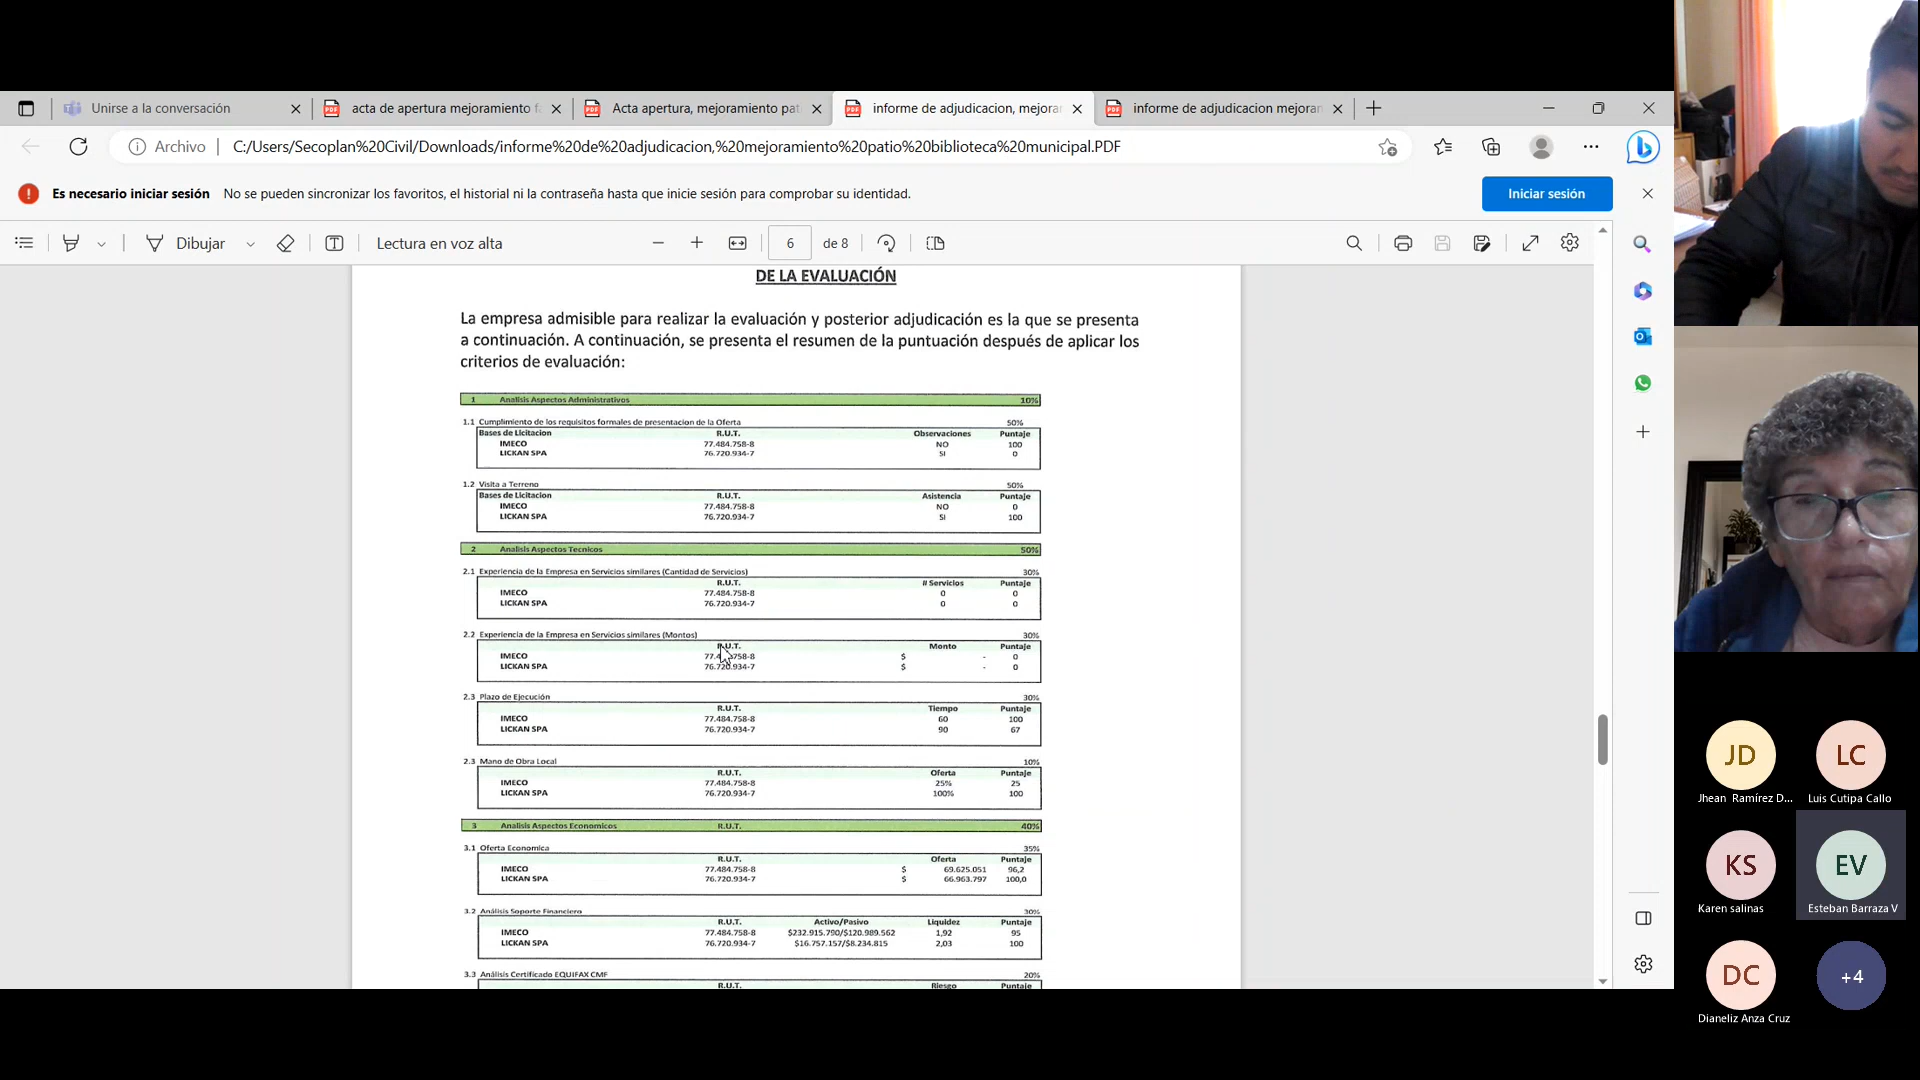 Unirse a la conversación
acta de apertura mejoramiento f
Acta apertura, mejoramiento pat
informe de adjudicacion, mejora
informe de adjudicacion mejorar
Archivo
C:/Users/Secoplan%20Civil/Downloads/informe%20de%20adjudicacion,%20mejoramiento%20patio%20biblioteca%20municipal.PDF
Es necesario iniciar sesión No se pueden sincronizar los favoritos, el historial ni la contraseña hasta que inicie sesión para comprobar su identidad.
Iniciar sesión
Dibujar
Lectura en voz alta
6 de 8
DE LA EVALUACIÓN
La empresa admisible para realizar la evaluación y posterior adjudicación es la que se presenta
a continuación. A continuación, se presenta el resumen de la puntuación después de aplicar los
criterios de evaluación:
1 Analisis Aspectos Administrativos 10%
1.1 Cumplimiento de los requisitos formales de presentacion de la Oferta 50%
Bases de Licitacion R.U.T. Observaciones Puntaje
IMECO 77.484.758-8 NO 100
LICKAN SPA 76.720.934-7 SI 0
1.2 Visita a Terreno 50%
Bases de Licitacion R.U.T. Asistencia Puntaje
IMECO 77.484.758-8 NO 0
LICKAN SPA 76.720.934-7 SI 100
2 Analisis Aspectos Tecnicos 50%
2.1 Experiencia de la Empresa en Servicios similares (Cantidad de Servicios) 30%
R.U.T. # Servicios Puntaje
IMECO 77.484.758-8 0 0
LICKAN SPA 76.720.934-7 0 0
2.2 Experiencia de la Empresa en Servicios similares (Montos) 30%
R.U.T. Monto Puntaje
IMECO 77.484.758-8 $ - 0
LICKAN SPA 76.720.934-7 $ - 0
2.3 Plazo de Ejecución 30%
R.U.T. Tiempo Puntaje
IMECO 77.484.758-8 60 100
LICKAN SPA 76.720.934-7 90 67
2.3 Mano de Obra Local 10%
R.U.T. Oferta Puntaje
IMECO 77.484.758-8 25% 25
LICKAN SPA 76.720.934-7 100% 100
3 Analisis Aspectos Economicos R.U.T. 40%
3.1 Oferta Economica 35%
R.U.T. Oferta Puntaje
IMECO 77.484.758-8 $ 69.625.051 96,2
LICKAN SPA 76.720.934-7 $ 66.963.797 100,0
3.2 Análisis Soporte Financiero 30%
R.U.T. Activo/Pasivo Liquidez Puntaje
IMECO 77.484.758-8 $232.915.790/$120.989.562 1,92 95
LICKAN SPA 76.720.934-7 $16.757.157/$8.234.815 2,03 100
3.3 Análisis Certificado EQUIFAX CMF 20%
R.U.T. Riesgo Puntaje
JD
Jhean Ramírez D...
LC
Luis Cutipa Callo
KS
Karen salinas
EV
Esteban Barraza V
DC
Dianeliz Anza Cruz
+4